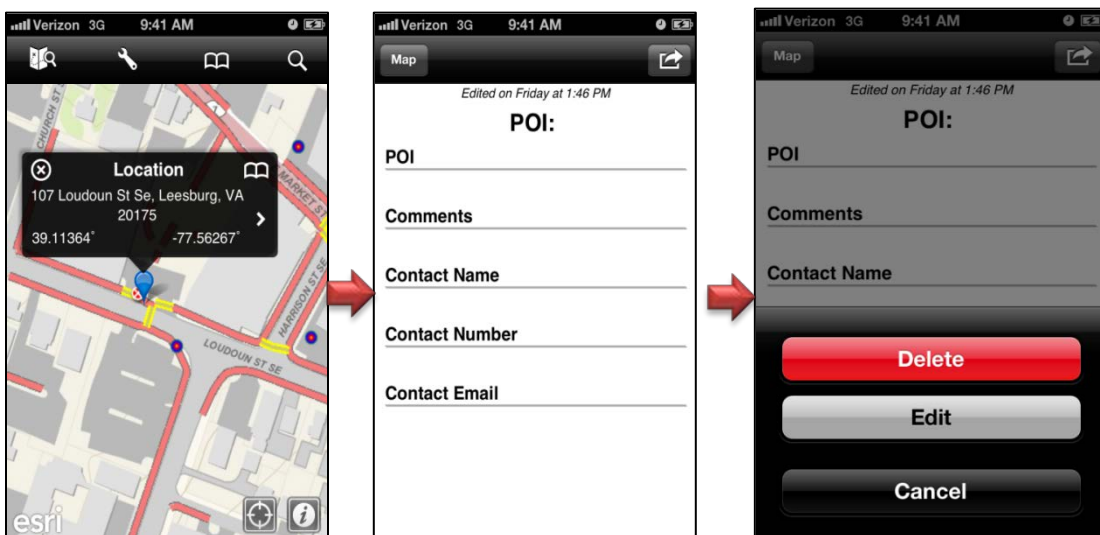 Verizon 3G 9:41 AM
CHURCH ST
MARKET ST
Location
107 Loudoun St Se, Leesburg, VA
20175
39.11364° -77.56267°
HARRISON ST SE
LOUDOUN ST SE
esri
Verizon 3G 9:41 AM
Map
Edited on Friday at 1:46 PM
POI:
POI
Comments
Contact Name
Contact Number
Contact Email
Verizon 3G 9:41 AM
Map
Edited on Friday at 1:46 PM
POI:
POI
Comments
Contact Name
Delete
Edit
Cancel